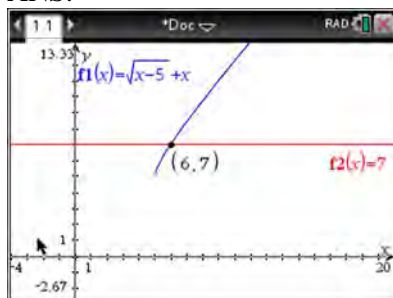 1.1
*Doc
RAD
13.33
y
f1(x)=√x-5 +x
(6,7)
f2(x)=7
1
x
-4
1
20
-2.67